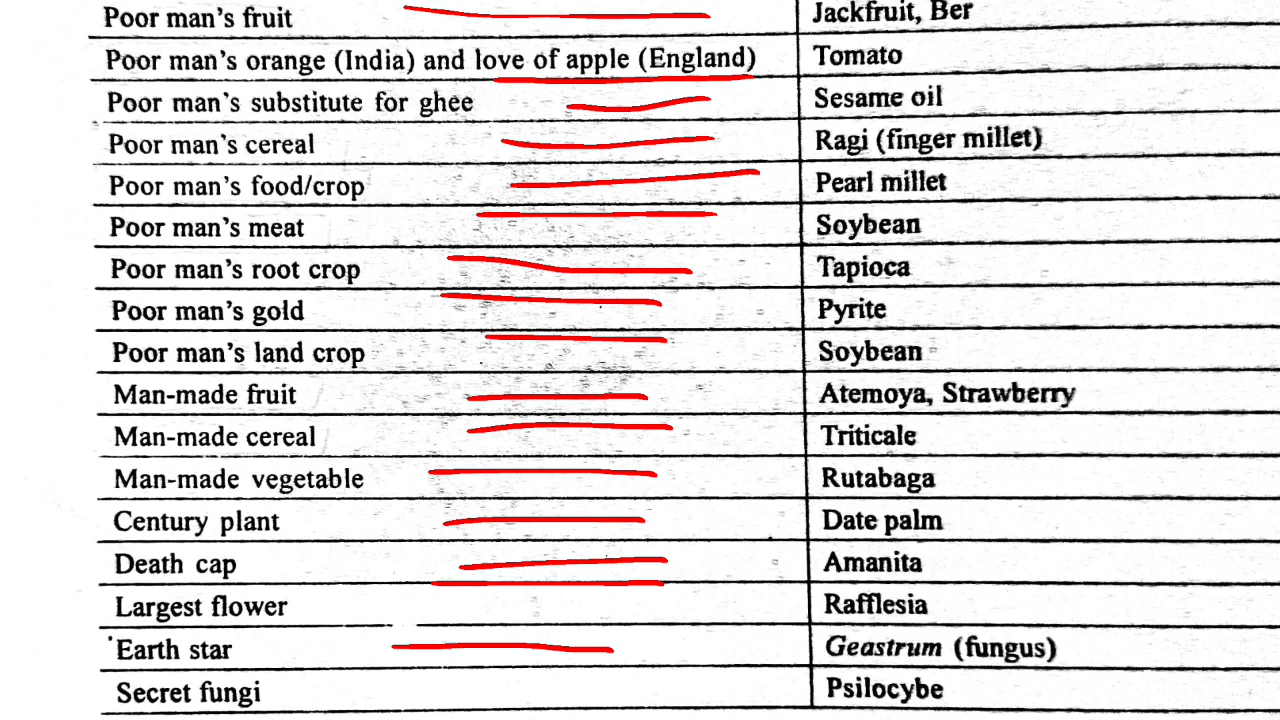 Poor man's fruit Jackfruit, Ber
Poor man's orange (India) and love of apple (England) Tomato
Poor man's substitute for ghee Sesame oil
Poor man's cereal Ragi (finger millet)
Poor man's food/crop Pearl millet
Poor man's meat Soybean
Poor man's root crop Tapioca
Poor man's gold Pyrite
Poor man's land crop Soybean
Man-made fruit Atemoya, Strawberry
Man-made cereal Triticale
Man-made vegetable Rutabaga
Century plant Date palm
Death cap Amanita
Largest flower Rafflesia
Earth star Geastrum (fungus)
Secret fungi Psilocybe